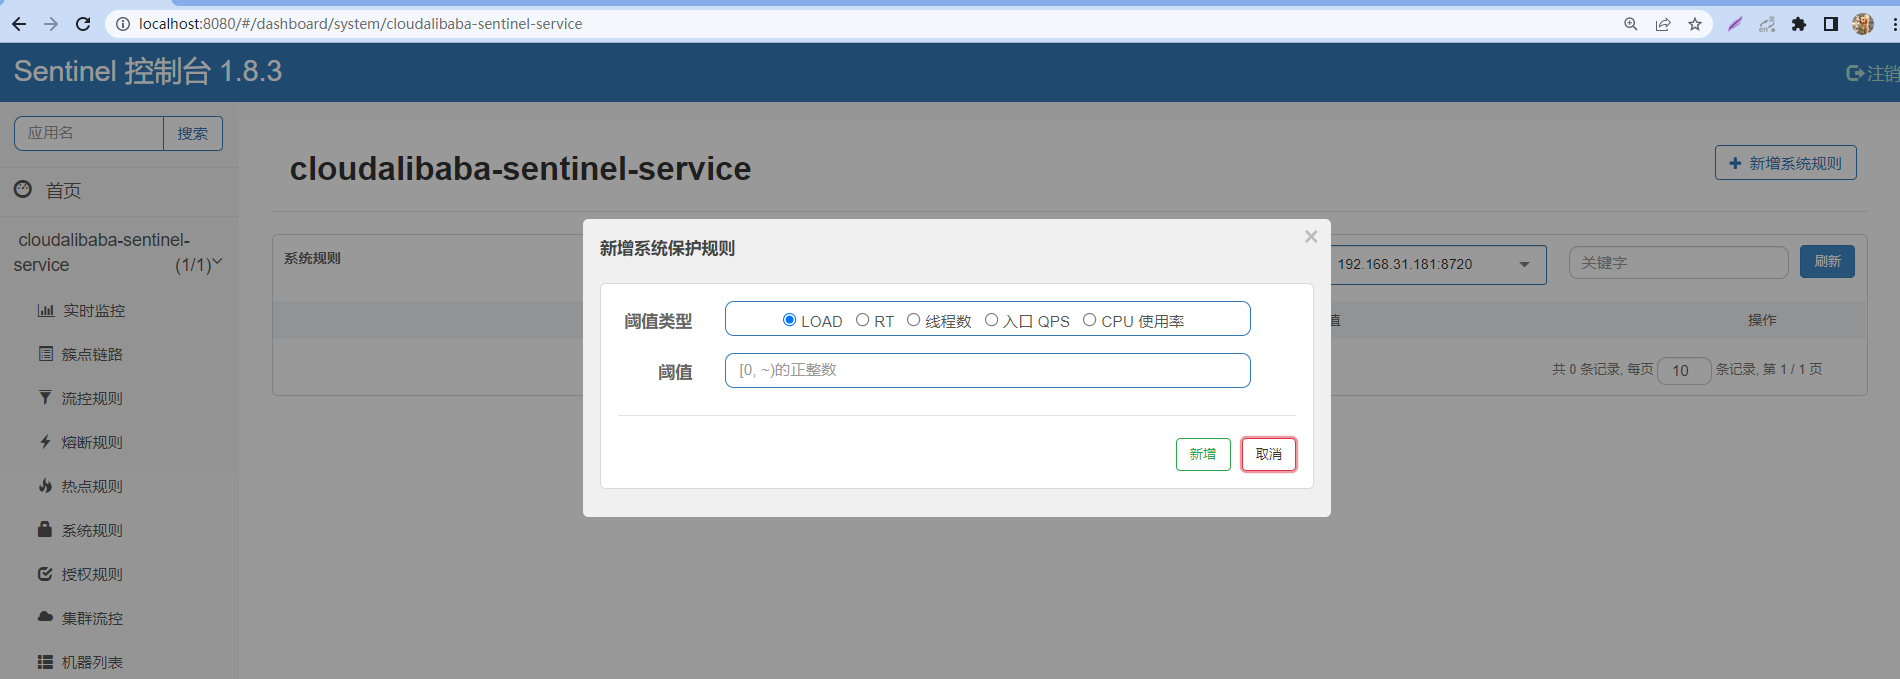 localhost:8080/#/dashboard/system/cloudalibaba-sentinel-service
Sentinel 控制台 1.8.3
注销
应用名
搜索
首页
cloudalibaba-sentinel-
service (1/1)
实时监控
簇点链路
流控规则
熔断规则
热点规则
系统规则
授权规则
集群流控
机器列表
cloudalibaba-sentinel-service
新增系统规则
系统规则
192.168.31.181:8720
关键字
刷新
值
操作
共 0 条记录, 每页 10 条记录, 第 1 / 1 页
新增系统保护规则
×
阈值类型
LOAD RT 线程数 入口 QPS CPU 使用率
阈值
[0, ~)的正整数
新增
取消